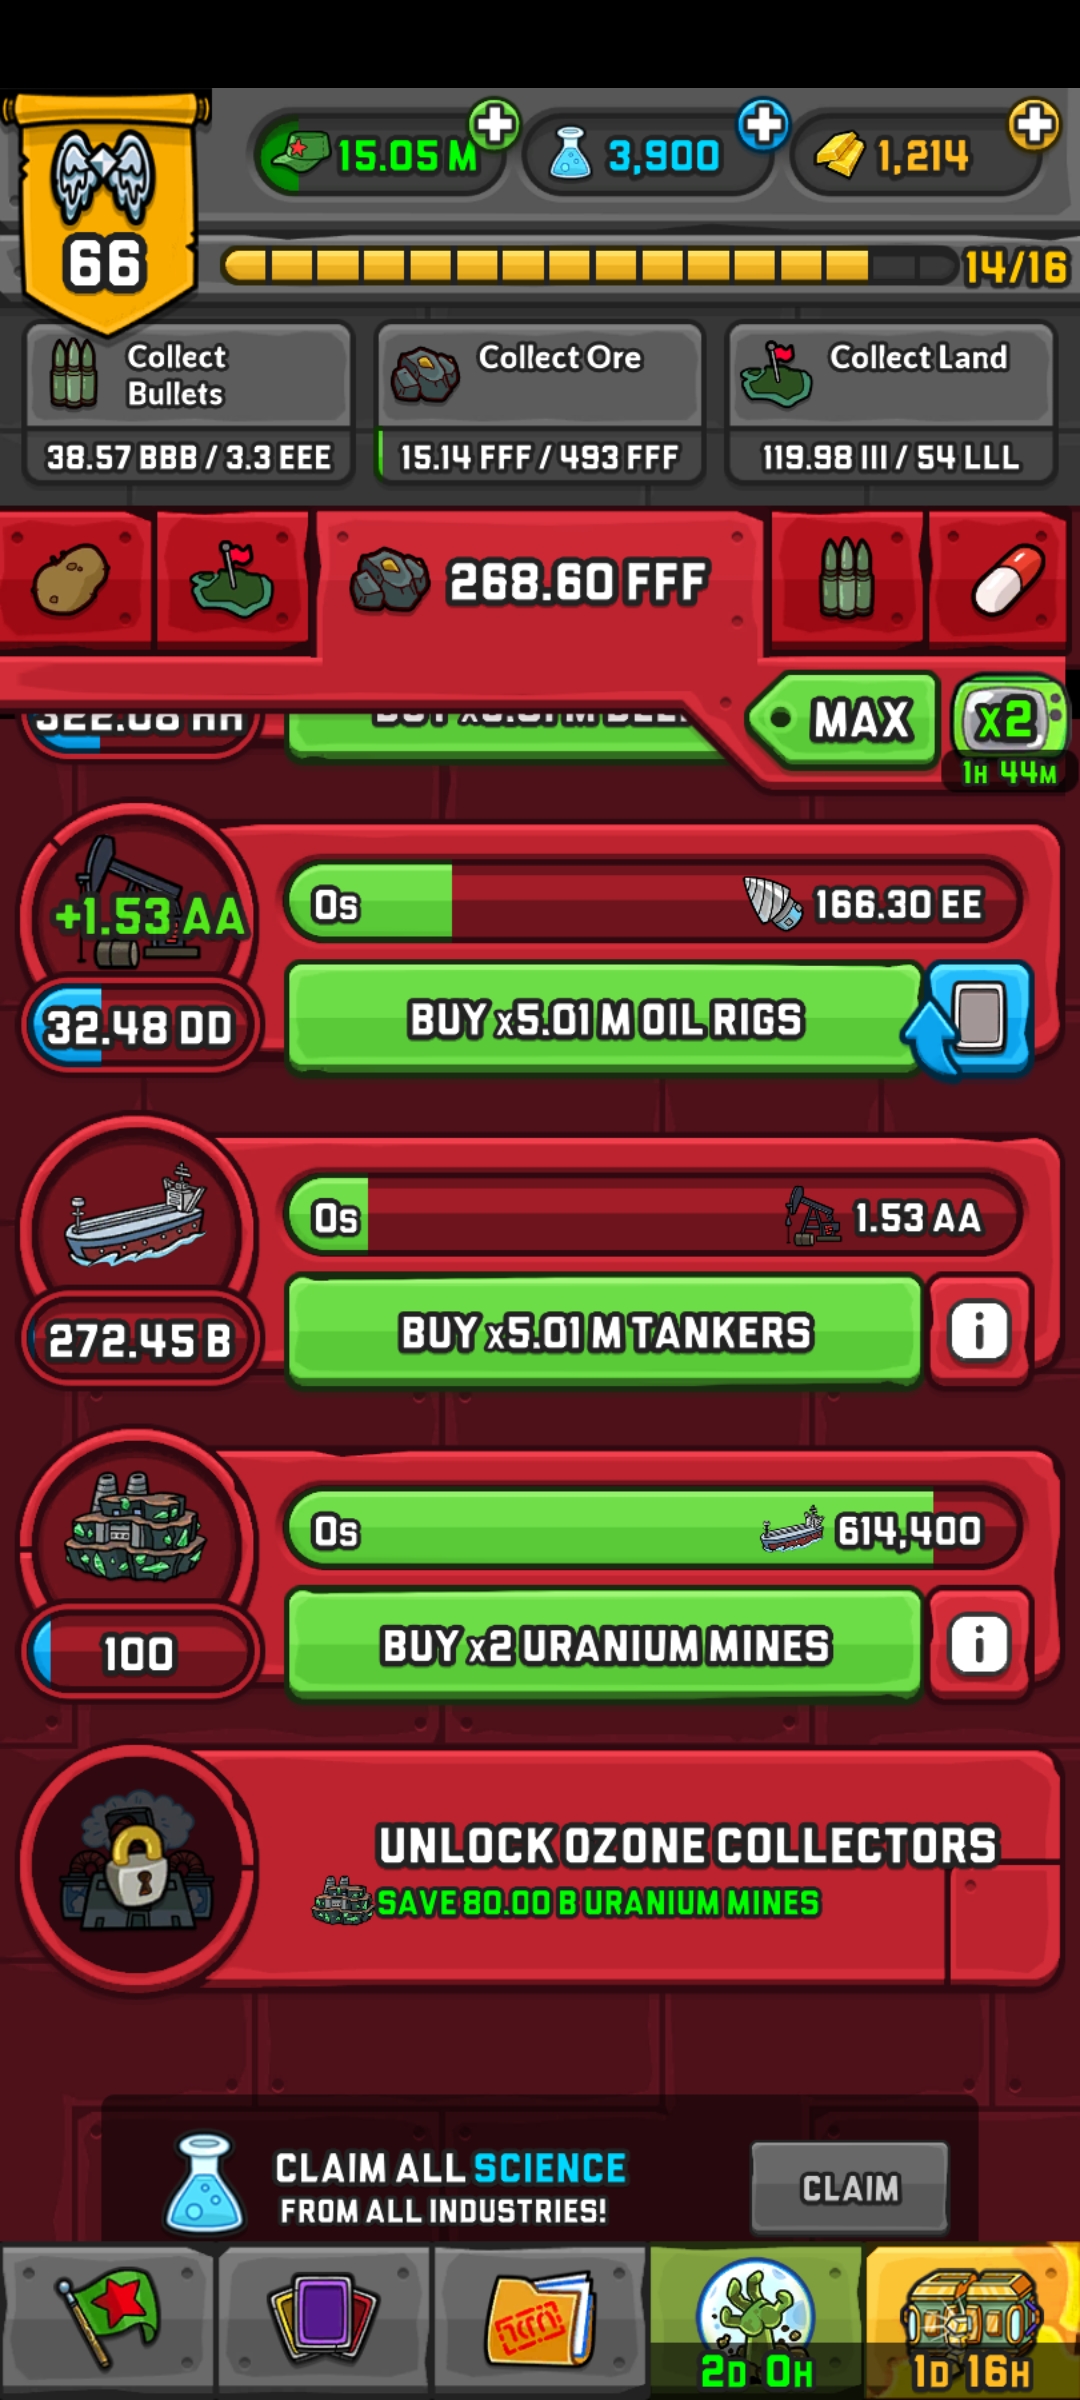 15.05 M
3,900
1,214
66
14/16
Collect
Bullets
38.57 BBB / 3.3 EEE
Collect Ore
15.14 FFF / 493 FFF
Collect Land
119.98 III / 54 LLL
268.60 FFF
MAX
x2
1H 44M
+1.53 AA
0s
166.30 EE
32.48 DD
BUY x5.01 M OIL RIGS
0s
1.53 AA
272.45 B
BUY x5.01 M TANKERS
i
0s
614,400
100
BUY x2 URANIUM MINES
i
UNLOCK OZONE COLLECTORS
SAVE 80.00 B URANIUM MINES
CLAIM ALL SCIENCE
FROM ALL INDUSTRIES!
CLAIM
2D 0H
1D 16H